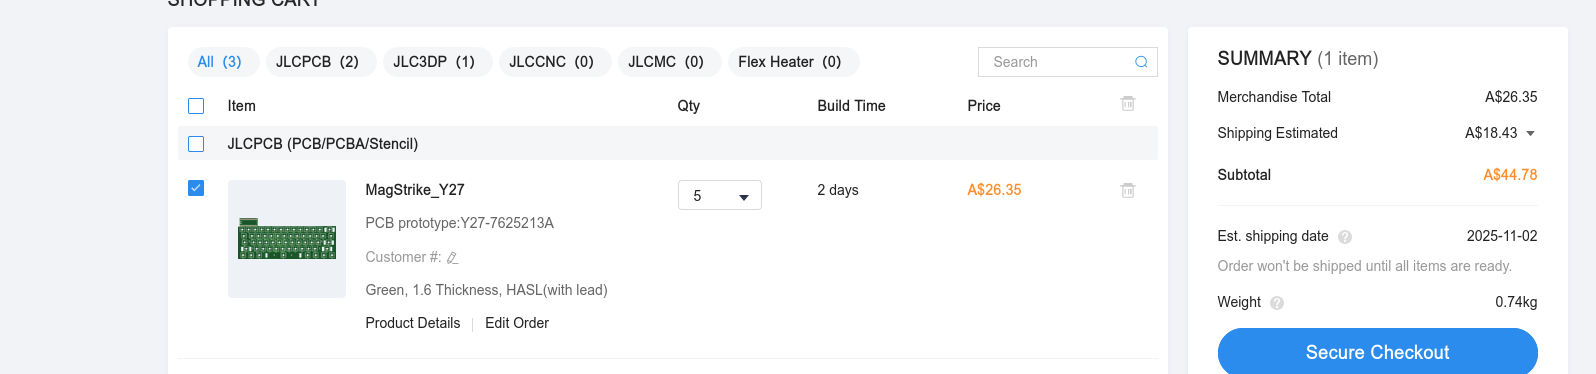 SHOPPING CART
All (3) JLCPCB (2) JLC3DP (1) JLCCNC (0) JLCMC (0) Flex Heater (0) Search
Item Qty Build Time Price
JLCPCB (PCB/PCBA/Stencil)
MagStrike_Y27 5 2 days A$26.35
PCB prototype:Y27-7625213A
Customer #:
Green, 1.6 Thickness, HASL(with lead)
Product Details Edit Order
SUMMARY (1 item)
Merchandise Total A$26.35
Shipping Estimated A$18.43
Subtotal A$44.78
Est. shipping date ? 2025-11-02
Order won't be shipped until all items are ready.
Weight ? 0.74kg
Secure Checkout